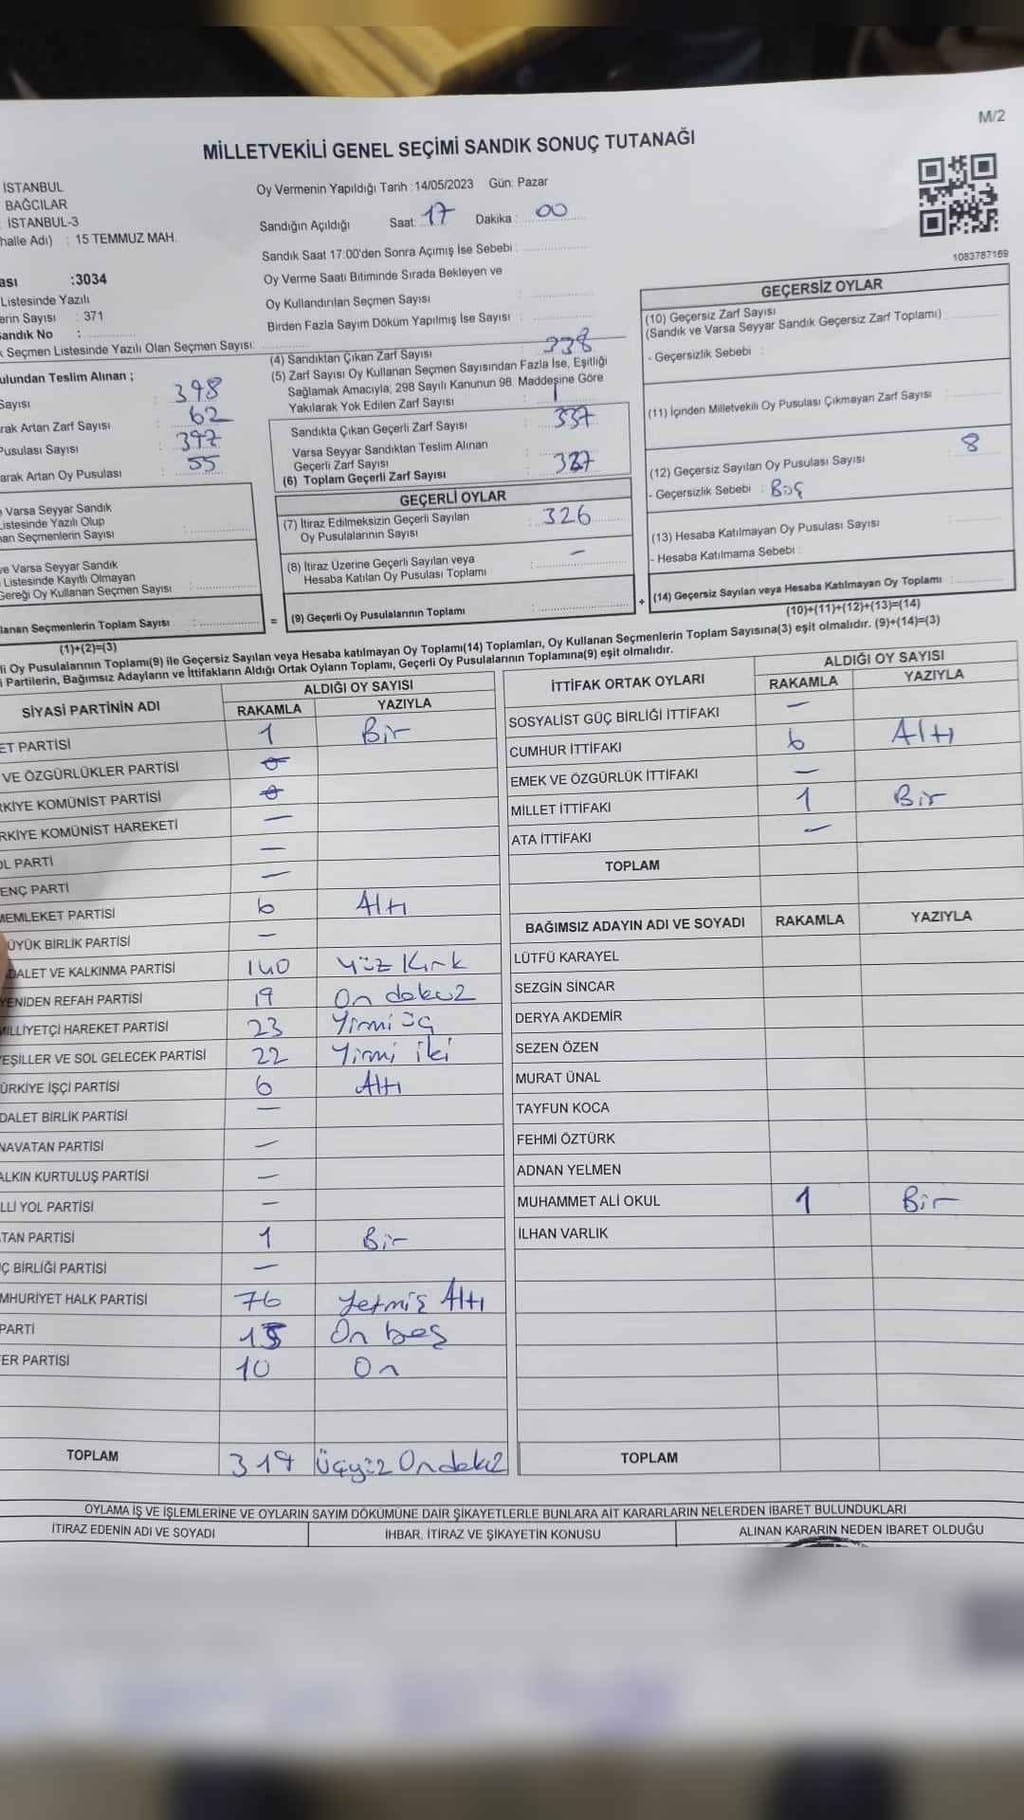 M/2
MİLLETVEKİLİ GENEL SEÇİMİ SANDIK SONUÇ TUTANAĞI
İSTANBUL
BAĞCILAR
İSTANBUL-3
halle Adı) : 15 TEMMUZ MAH.
ası :3034
Listesinde Yazılı
erin Sayısı : 371
andık No :
k Seçmen Listesinde Yazılı Olan Seçmen Sayısı:
ulundan Teslim Alınan ;
Sayısı : 398
rak Artan Zarf Sayısı : 62
Pusulası Sayısı : 397
arak Artan Oy Pusulası : 55
e Varsa Seyyar Sandık
Listesinde Yazılı Olup
nan Seçmenlerin Sayısı :
ve Varsa Seyyar Sandık
Listesinde Kayıtlı Olmayan
Gereği Oy Kullanan Seçmen Sayısı :
lanan Seçmenlerin Toplam Sayısı :
(1)+(2)=(3)
Oy Vermenin Yapıldığı Tarih :14/05/2023 Gün: Pazar
Sandığın Açıldığı Saat: 17 Dakika : 00
Sandık Saat 17:00'den Sonra Açımış İse Sebebi :
Oy Verme Saati Bitiminde Sırada Bekleyen ve
Oy Kullandırılan Seçmen Sayısı :
Birden Fazla Sayım Döküm Yapılmış İse Sayısı :
(4) Sandıktan Çıkan Zarf Sayısı : 338
(5) Zarf Sayısı Oy Kullanan Seçmen Sayısından Fazla İse, Eşitliği
Sağlamak Amacıyla; 298 Sayılı Kanunun 98. Maddesine Göre
Yakılarak Yok Edilen Zarf Sayısı : 1
Sandıkta Çıkan Geçerli Zarf Sayısı : 337
Varsa Seyyar Sandıktan Teslim Alınan
Geçerli Zarf Sayısı
(6) Toplam Geçerli Zarf Sayısı : 337
GEÇERLİ OYLAR
(7) İtiraz Edilmeksizin Geçerli Sayılan
Oy Pusulalarının Sayısı : 326
(8) İtiraz Üzerine Geçerli Sayılan veya
Hesaba Katılan Oy Pusulası Toplamı : –
= (9) Geçerli Oy Pusulalarının Toplamı :
1083787169
GEÇERSİZ OYLAR
(10) Geçersiz Zarf Sayısı
(Sandık ve Varsa Seyyar Sandık Geçersiz Zarf Toplamı) :
- Geçersizlik Sebebi :
(11) İçinden Milletvekili Oy Pusulası Çıkmayan Zarf Sayısı :
(12) Geçersiz Sayılan Oy Pusulası Sayısı : 8
- Geçersizlik Sebebi : Boş
(13) Hesaba Katılmayan Oy Pusulası Sayısı :
- Hesaba Katılmama Sebebi :
+ (14) Geçersiz Sayılan veya Hesaba Katılmayan Oy Toplamı :
(10)+(11)+(12)+(13)=(14)
li Oy Pusulalarının Toplamı(9) ile Geçersiz Sayılan veya Hesaba katılmayan Oy Toplamı(14) Toplamları, Oy Kullanan Seçmenlerin Toplam Sayısına(3) eşit olmalıdır. (9)+(14)=(3)
i Partilerin, Bağımsız Adayların ve İttifakların Aldığı Ortak Oyların Toplamı, Geçerli Oy Pusulalarının Toplamına(9) eşit olmalıdır.
SİYASİ PARTİNİN ADI ALDIĞI OY SAYISI
RAKAMLA YAZIYLA
ET PARTİSİ 1 Bir
VE ÖZGÜRLÜKLER PARTİSİ
RKİYE KOMÜNİST PARTİSİ
RKİYE KOMÜNİST HAREKETİ –
OL PARTİ –
ENÇ PARTİ –
MEMLEKET PARTİSİ 6 Altı
ÜYÜK BİRLİK PARTİSİ –
DALET VE KALKINMA PARTİSİ 140 Yüz Kırk
YENİDEN REFAH PARTİSİ 19 On dokuz
MİLLİYETÇİ HAREKET PARTİSİ 23 Yirmi üç
YEŞİLLER VE SOL GELECEK PARTİSİ 22 Yirmi iki
ÜRKİYE İŞÇİ PARTİSİ 6 Altı
DALET BİRLİK PARTİSİ –
NAVATAN PARTİSİ –
ALKIN KURTULUŞ PARTİSİ –
LLİ YOL PARTİSİ –
TAN PARTİSİ 1 Bir
Ç BİRLİĞİ PARTİSİ –
MHURİYET HALK PARTİSİ 76 Yetmiş Altı
PARTİ 15 On beş
ER PARTİSİ 10 On
TOPLAM 319 Üçyüz Ondokuz
İTTİFAK ORTAK OYLARI ALDIĞI OY SAYISI
RAKAMLA YAZIYLA
SOSYALİST GÜÇ BİRLİĞİ İTTİFAKI –
CUMHUR İTTİFAKI 6 Altı
EMEK VE ÖZGÜRLÜK İTTİFAKI –
MİLLET İTTİFAKI 1 Bir
ATA İTTİFAKI –
TOPLAM
BAĞIMSIZ ADAYIN ADI VE SOYADI RAKAMLA YAZIYLA
LÜTFÜ KARAYEL
SEZGİN SİNCAR
DERYA AKDEMİR
SEZEN ÖZEN
MURAT ÜNAL
TAYFUN KOCA
FEHMİ ÖZTÜRK
ADNAN YELMEN
MUHAMMET ALİ OKUL 1 Bir
İLHAN VARLIK
TOPLAM
OYLAMA İŞ VE İŞLEMLERİNE VE OYLARIN SAYIM DÖKÜMÜNE DAİR ŞİKAYETLERLE BUNLARA AİT KARARLARIN NELERDEN İBARET BULUNDUKLARI
İTİRAZ EDENİN ADI VE SOYADI İHBAR, İTİRAZ VE ŞİKAYETİN KONUSU ALINAN KARARIN NEDEN İBARET OLDUĞU